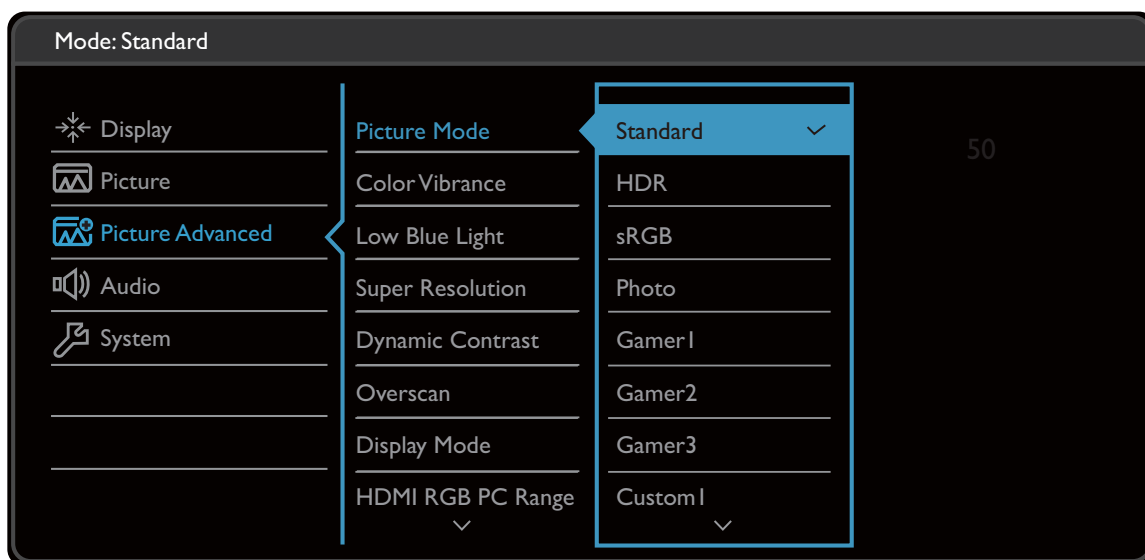 Mode: Standard
Display
Picture
Picture Advanced
Audio
System
Picture Mode
Color Vibrance
Low Blue Light
Super Resolution
Dynamic Contrast
Overscan
Display Mode
HDMI RGB PC Range
Standard
HDR
sRGB
Photo
Gamer1
Gamer2
Gamer3
Custom1
50